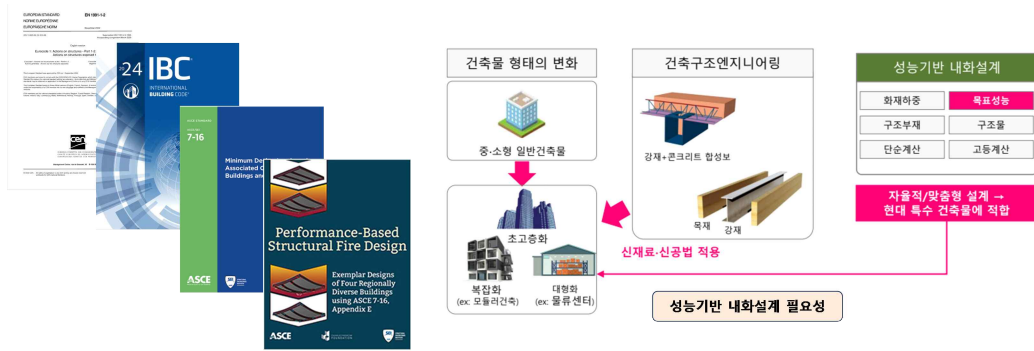 EUROPEAN STANDARD
NORME EUROPÉENNE
EUROPÄISCHE NORM
EN 1991-1-2
2024 IBC
INTERNATIONAL
BUILDING CODE
ASCE STANDARD
7-16
Minimum De
Associated C
Buildings and
ASCE
Performance-Based
Structural Fire Design
Exemplar Designs
of Four Regionally
Diverse Buildings
using ASCE 7-16,
Appendix E
ASCE
건축물 형태의 변화
중·소형 일반건축물
초고층화
복잡화
(ex: 모듈러건축)
대형화
(ex: 물류센터)
건축구조엔지니어링
강재+콘크리트 합성보
목재
강재
신재료·신공법 적용
성능기반 내화설계
화재하중
목표성능
구조부재
구조물
단순계산
고등계산
자율적/맞춤형 설계 →
현대 특수 건축물에 적합
성능기반 내화설계 필요성